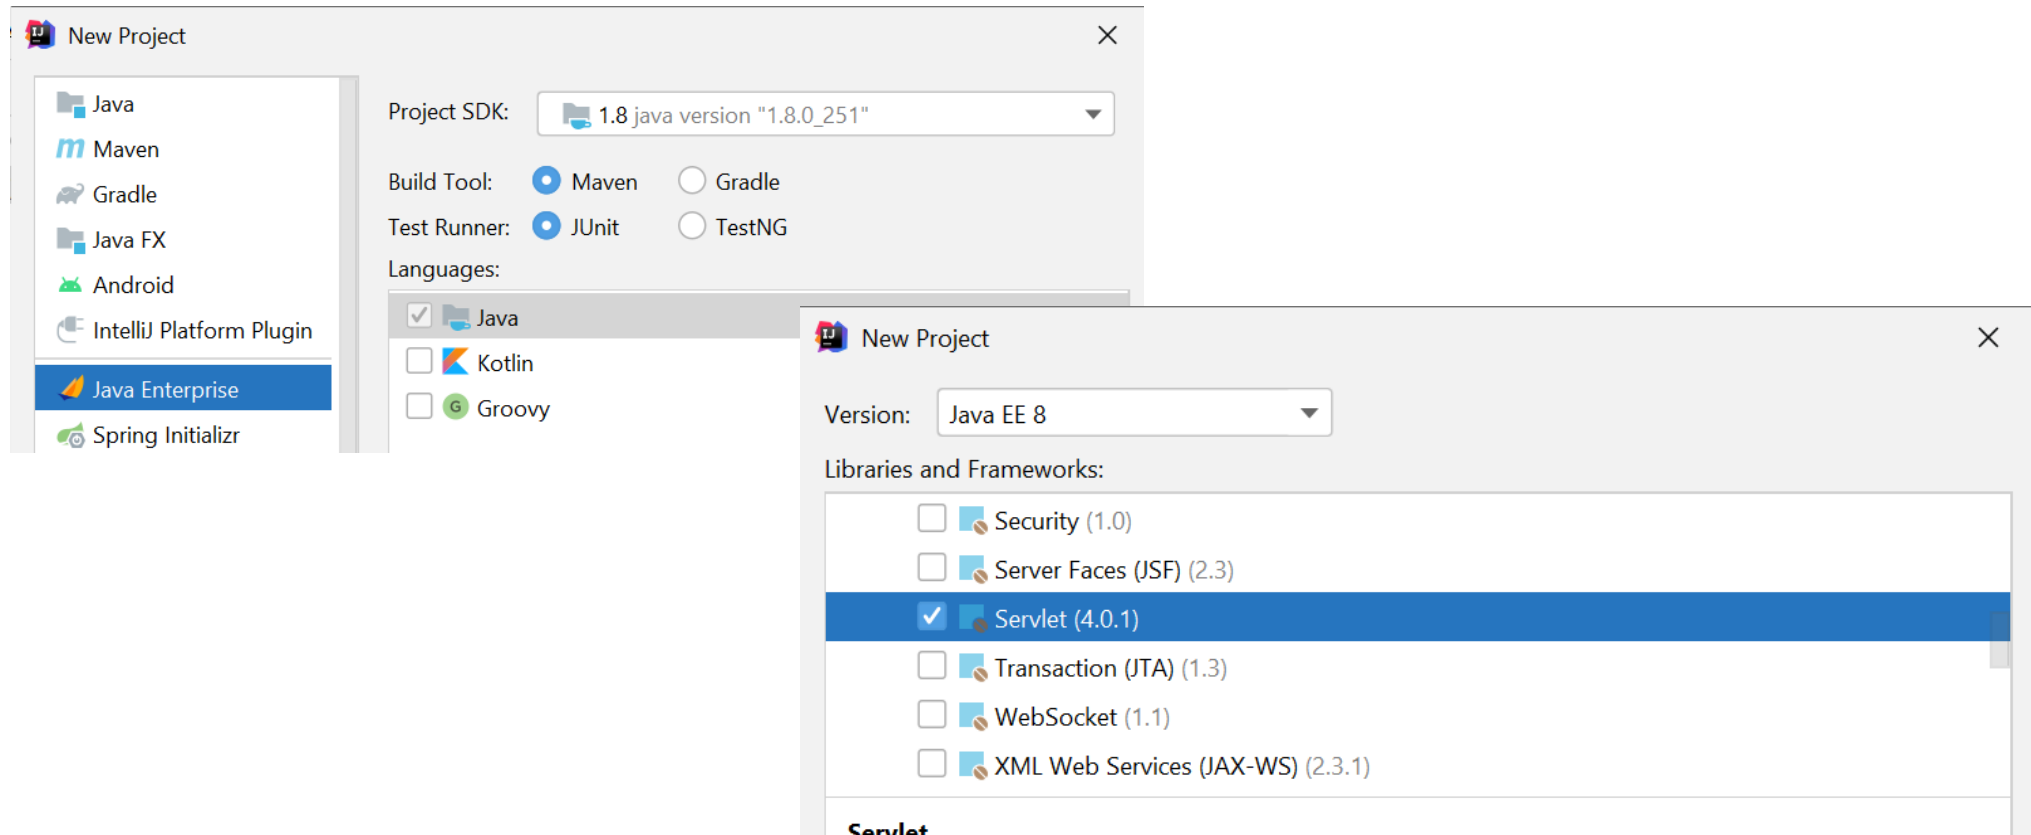 New Project
Java
Maven
Gradle
Java FX
Android
IntelliJ Platform Plugin
Java Enterprise
Spring Initializr
Project SDK: 1.8 java version "1.8.0_251"
Build Tool: Maven Gradle
Test Runner: JUnit TestNG
Languages:
Java
Kotlin
Groovy
New Project
Version: Java EE 8
Libraries and Frameworks:
Security (1.0)
Server Faces (JSF) (2.3)
Servlet (4.0.1)
Transaction (JTA) (1.3)
WebSocket (1.1)
XML Web Services (JAX-WS) (2.3.1)
Servlet